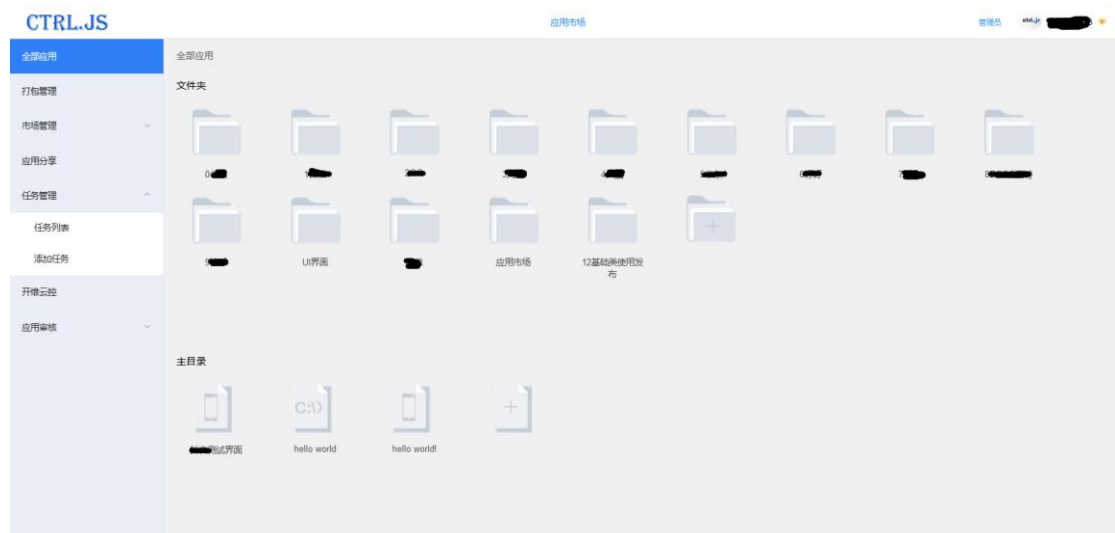 CTRL.JS
应用市场
管理员
全部应用
打包管理
市场管理
应用分享
任务管理
任务列表
添加任务
开维云控
应用审核
全部应用
文件夹
UI界面
应用市场
12基础类使用发
布
主目录
C:\>
测试界面
hello world
hello world!